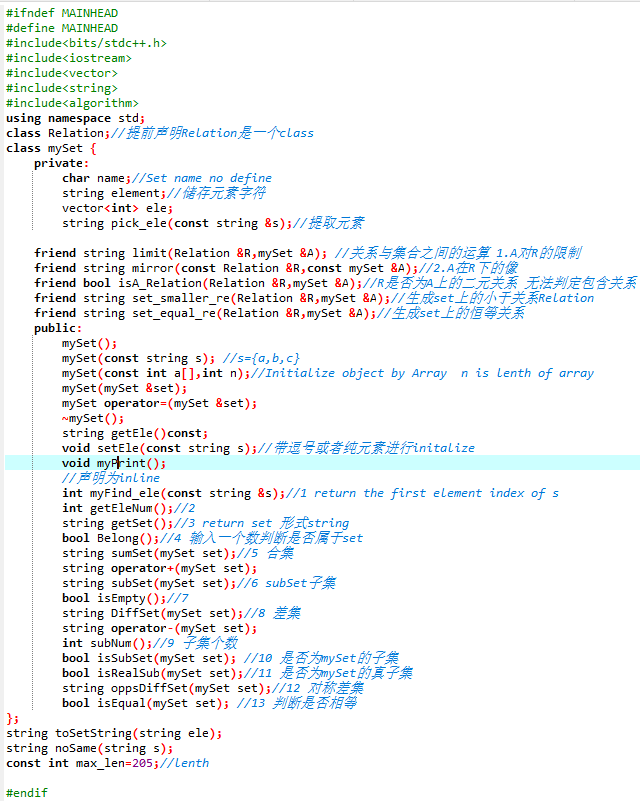 #ifndef MAINHEAD
#define MAINHEAD
#include<bits/stdc++.h>
#include<iostream>
#include<vector>
#include<string>
#include<algorithm>
using namespace std;
class Relation;//提前声明Relation是一个class
class mySet {
private:
char name;//Set name no define
string element;//储存元素字符
vector<int> ele;
string pick_ele(const string &s);//提取元素
friend string limit(Relation &R,mySet &A); //关系与集合之间的运算 1.A对R的限制
friend string mirror(const Relation &R,const mySet &A);//2.A在R下的像
friend bool isA_Relation(Relation &R,mySet &A);//R是否为A上的二元关系 无法判定包含关系
friend string set_smaller_re(Relation &R,mySet &A);//生成set上的小于关系Relation
friend string set_equal_re(Relation &R,mySet &A);//生成set上的恒等关系
public:
mySet();
mySet(const string s); //s={a,b,c}
mySet(const int a[],int n);//Initialize object by Array  n is lenth of array
mySet(mySet &set);
mySet operator=(mySet &set);
~mySet();
string getEle()const;
void setEle(const string s);//带逗号或者纯元素进行initalize
void myPrint();
//声明为inline
int myFind_ele(const string &s);//1 return the first element index of s
int getEleNum();//2
string getSet();//3 return set 形式string
bool Belong();//4 输入一个数判断是否属于set
string sumSet(mySet set);//5 合集
string operator+(mySet set);
string subSet(mySet set);//6 subSet子集
bool isEmpty();//7
string DiffSet(mySet set);//8 差集
string operator-(mySet set);
int subNum();//9 子集个数
bool isSubSet(mySet set); //10 是否为mySet的子集
bool isRealSub(mySet set);//11 是否为mySet的真子集
string oppsDiffSet(mySet set);//12 对称差集
bool isEqual(mySet set); //13 判断是否相等
};
string toSetString(string ele);
string noSame(string s);
const int max_len=205;//lenth
#endif